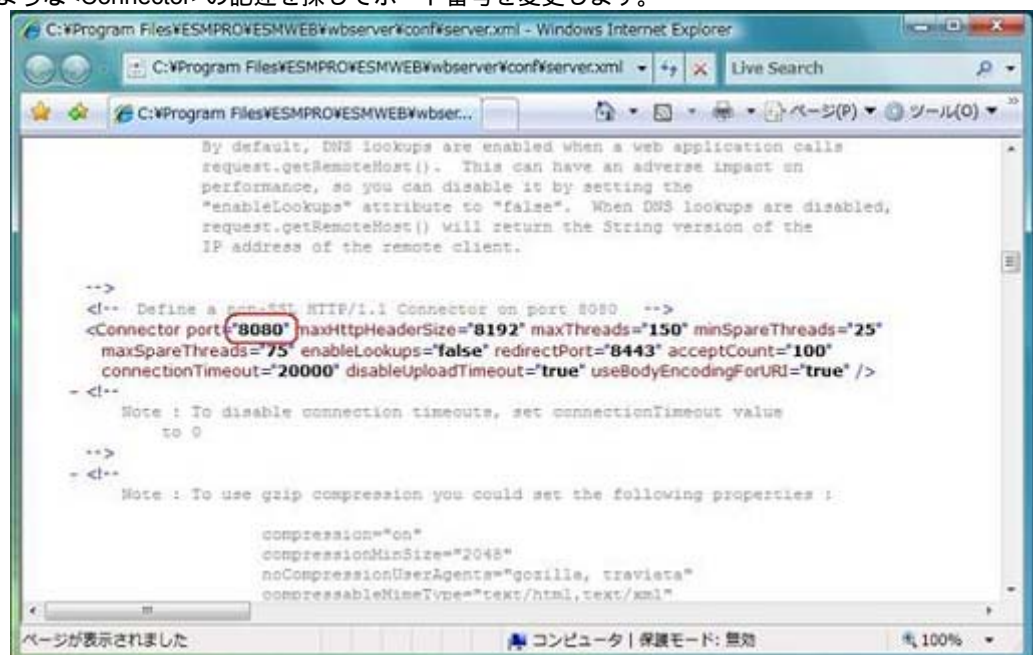 ような<Connector>の記述を探してポート番号を変更します。
C:¥Program Files¥ESMPRO¥ESMWEB¥wbserver¥conf¥server.xml - Windows Internet Explorer
C:¥Program Files¥ESMPRO¥ESMWEB¥wbserver¥conf¥server.xml
Live Search
C:¥Program Files¥ESMPRO¥ESMWEB¥wbser...
ページ(P)
ツール(O)
By default, DNS lookups are enabled when a web application calls
request.getRemoteHost(). This can have an adverse impact on
performance, so you can disable it by setting the
"enableLookups" attribute to "false". When DNS lookups are disabled,
request.getRemoteHost() will return the String version of the
IP address of the remote client.
-->
<!-- Define a non-SSL HTTP/1.1 Connector on port 8080 -->
<Connector port="8080" maxHttpHeaderSize="8192" maxThreads="150" minSpareThreads="25"
maxSpareThreads="75" enableLookups="false" redirectPort="8443" acceptCount="100"
connectionTimeout="20000" disableUploadTimeout="true" useBodyEncodingForURI="true" />
- <!--
Note : To disable connection timeouts, set connectionTimeout value
to 0
-->
- <!--
Note : To use gzip compression you could set the following properties :
compression="on"
compressionMinSize="2048"
noCompressionUserAgents="gozilla, traviata"
compressableMimeType="text/html,text/xml"
ページが表示されました
コンピュータ | 保護モード: 無効
100%